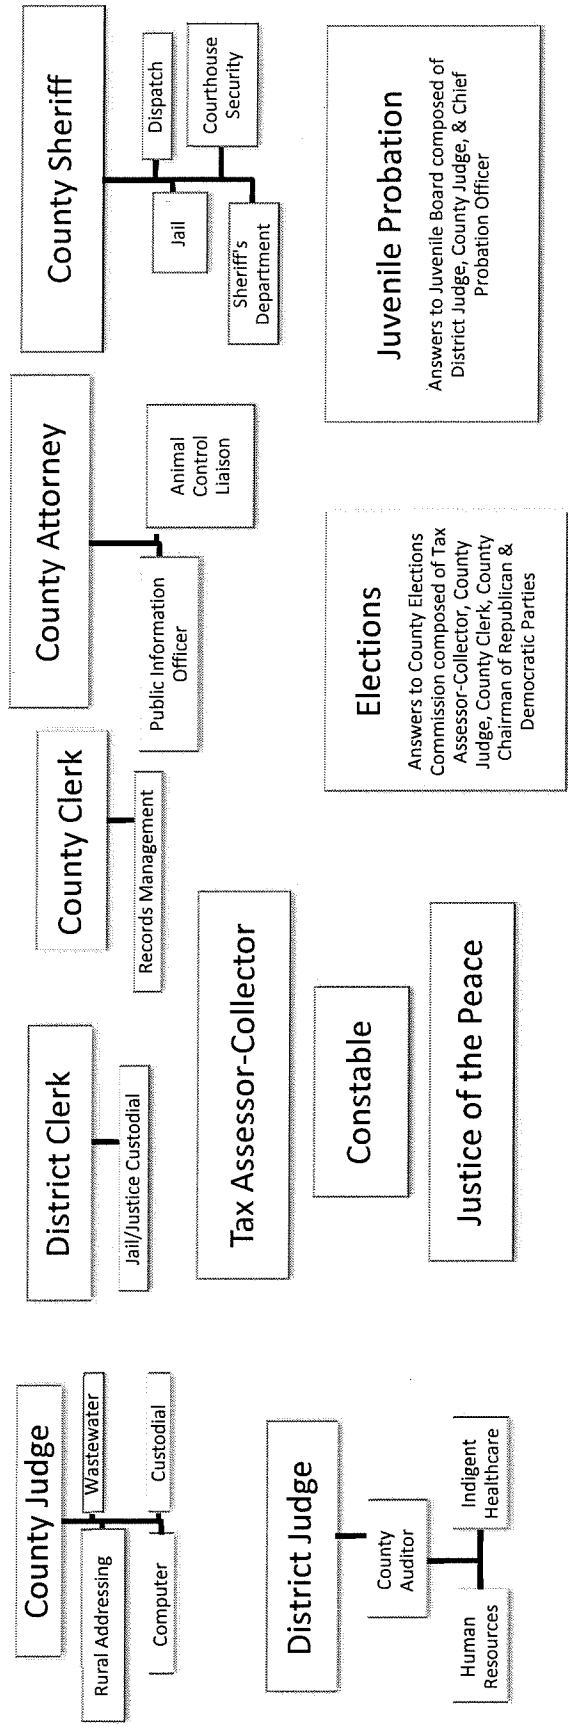 County Judge
Rural Addressing
Wastewater
Computer
Custodial
District Judge
County
Auditor
Human
Resources
Indigent
Healthcare
District Clerk
Jail/Justice Custodial
County Clerk
Records Management
Tax Assessor-Collector
Constable
Justice of the Peace
County Attorney
Public Information
Officer
Animal
Control
Liaison
County Sheriff
Dispatch
Jail
Courthouse
Security
Sheriff's
Department
Elections
Answers to County Elections
Commission composed of Tax
Assessor-Collector, County
Judge, County Clerk, County
Chairman of Republican &
Democratic Parties
Juvenile Probation
Answers to Juvenile Board composed of
District Judge, County Judge, & Chief
Probation Officer